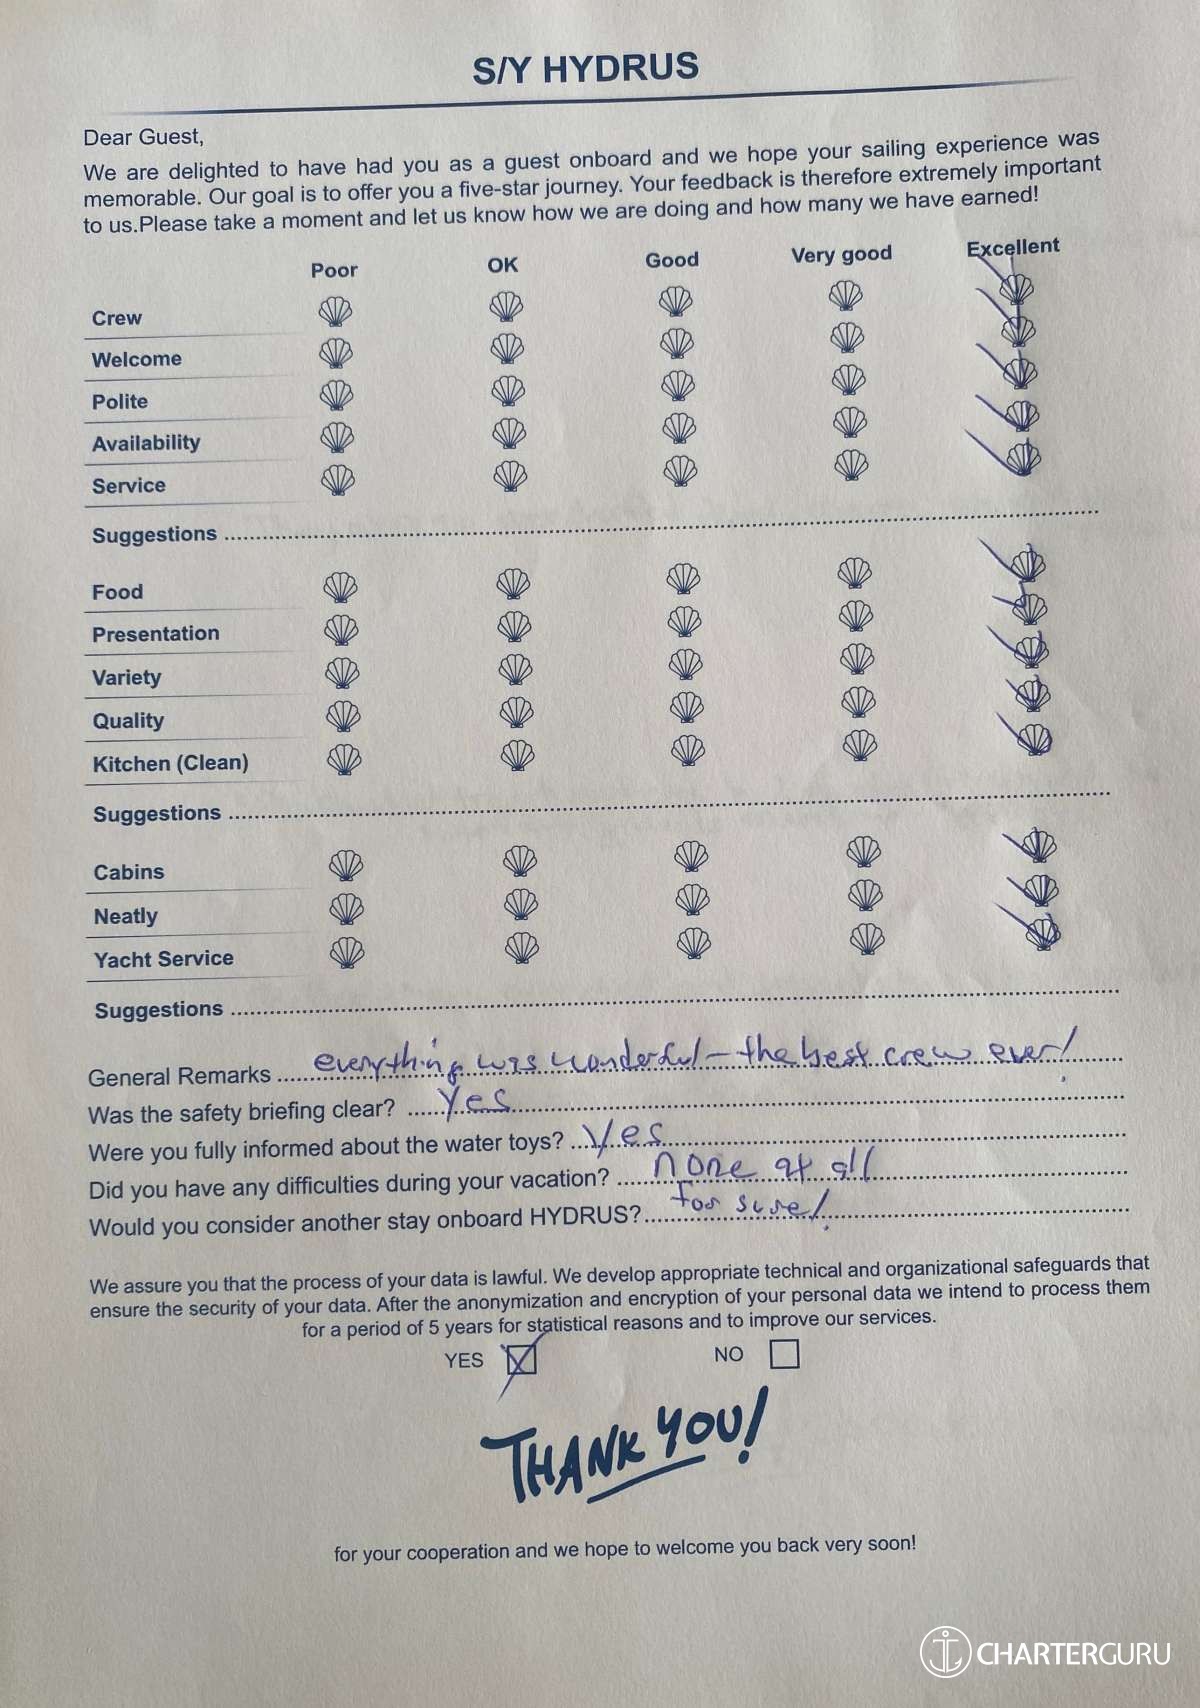 S/Y HYDRUS
Dear Guest,
We are delighted to have had you as a guest onboard and we hope your sailing experience was
memorable. Our goal is to offer you a five-star journey. Your feedback is therefore extremely important
to us.Please take a moment and let us know how we are doing and how many we have earned!
Poor OK Good Very good Excellent
Crew
Welcome
Polite
Availability
Service
Suggestions
Food
Presentation
Variety
Quality
Kitchen (Clean)
Suggestions
Cabins
Neatly
Yacht Service
Suggestions
General Remarks everything was wonderful – the best crew ever!
Was the safety briefing clear? Yes
Were you fully informed about the water toys? Yes
Did you have any difficulties during your vacation? none at all
Would you consider another stay onboard HYDRUS? for sure!
We assure you that the process of your data is lawful. We develop appropriate technical and organizational safeguards that
ensure the security of your data. After the anonymization and encryption of your personal data we intend to process them
for a period of 5 years for statistical reasons and to improve our services.
YES NO
THANK YOU!
for your cooperation and we hope to welcome you back very soon!
CHARTERGURU